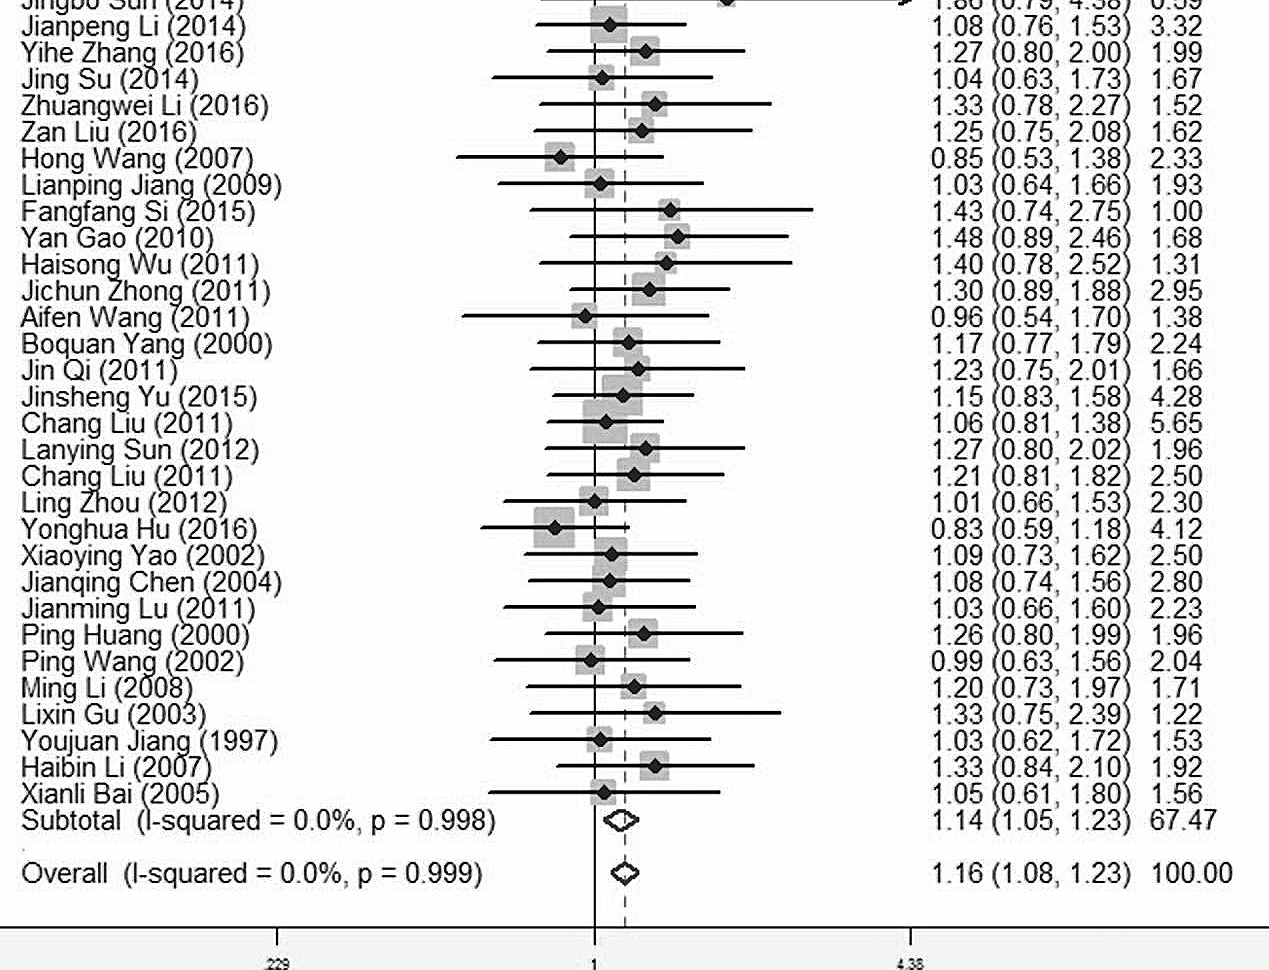 Jingbo Sun (2014) 1.86 (0.79, 4.38) 0.59
Jianpeng Li (2014) 1.08 (0.76, 1.53) 3.32
Yihe Zhang (2016) 1.27 (0.80, 2.00) 1.99
Jing Su (2014) 1.04 (0.63, 1.73) 1.67
Zhuangwei Li (2016) 1.33 (0.78, 2.27) 1.52
Zan Liu (2016) 1.25 (0.75, 2.08) 1.62
Hong Wang (2007) 0.85 (0.53, 1.38) 2.33
Lianping Jiang (2009) 1.03 (0.64, 1.66) 1.93
Fangfang Si (2015) 1.43 (0.74, 2.75) 1.00
Yan Gao (2010) 1.48 (0.89, 2.46) 1.68
Haisong Wu (2011) 1.40 (0.78, 2.52) 1.31
Jichun Zhong (2011) 1.30 (0.89, 1.88) 2.95
Aifen Wang (2011) 0.96 (0.54, 1.70) 1.38
Boquan Yang (2000) 1.17 (0.77, 1.79) 2.24
Jin Qi (2011) 1.23 (0.75, 2.01) 1.66
Jinsheng Yu (2015) 1.15 (0.83, 1.58) 4.28
Chang Liu (2011) 1.06 (0.81, 1.38) 5.65
Lanying Sun (2012) 1.27 (0.80, 2.02) 1.96
Chang Liu (2011) 1.21 (0.81, 1.82) 2.50
Ling Zhou (2012) 1.01 (0.66, 1.53) 2.30
Yonghua Hu (2016) 0.83 (0.59, 1.18) 4.12
Xiaoying Yao (2002) 1.09 (0.73, 1.62) 2.50
Jianqing Chen (2004) 1.08 (0.74, 1.56) 2.80
Jianming Lu (2011) 1.03 (0.66, 1.60) 2.23
Ping Huang (2000) 1.26 (0.80, 1.99) 1.96
Ping Wang (2002) 0.99 (0.63, 1.56) 2.04
Ming Li (2008) 1.20 (0.73, 1.97) 1.71
Lixin Gu (2003) 1.33 (0.75, 2.39) 1.22
Youjuan Jiang (1997) 1.03 (0.62, 1.72) 1.53
Haibin Li (2007) 1.33 (0.84, 2.10) 1.92
Xianli Bai (2005) 1.05 (0.61, 1.80) 1.56
Subtotal (I-squared = 0.0%, p = 0.998) 1.14 (1.05, 1.23) 67.47
.
Overall (I-squared = 0.0%, p = 0.999) 1.16 (1.08, 1.23) 100.00
.229 1 4.38